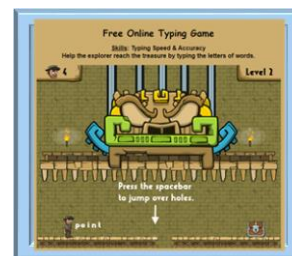 Free Online Typing Game
Skills: Typing Speed & Accuracy
Help the explorer reach the treasure by typing the letters of words.
4
Level 2
Press the spacebar
to jump over holes.
point